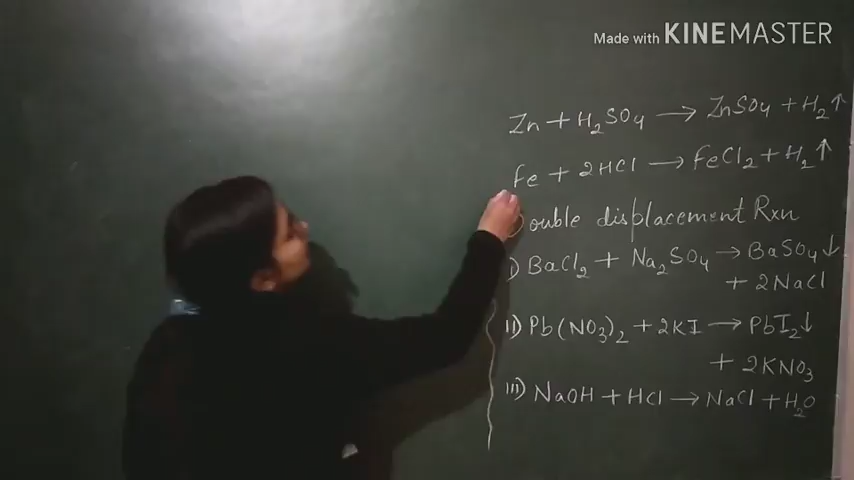 Made with KINEMASTER
Zn + H₂SO₄ → ZnSO₄ + H₂↑
Fe + 2HCl → FeCl₂ + H₂↑
Double displacement Rxn
i) BaCl₂ + Na₂SO₄ → BaSO₄↓
+ 2NaCl
ii) Pb(NO₃)₂ + 2KI → PbI₂↓
+ 2KNO₃
iii) NaOH + HCl → NaCl + H₂O